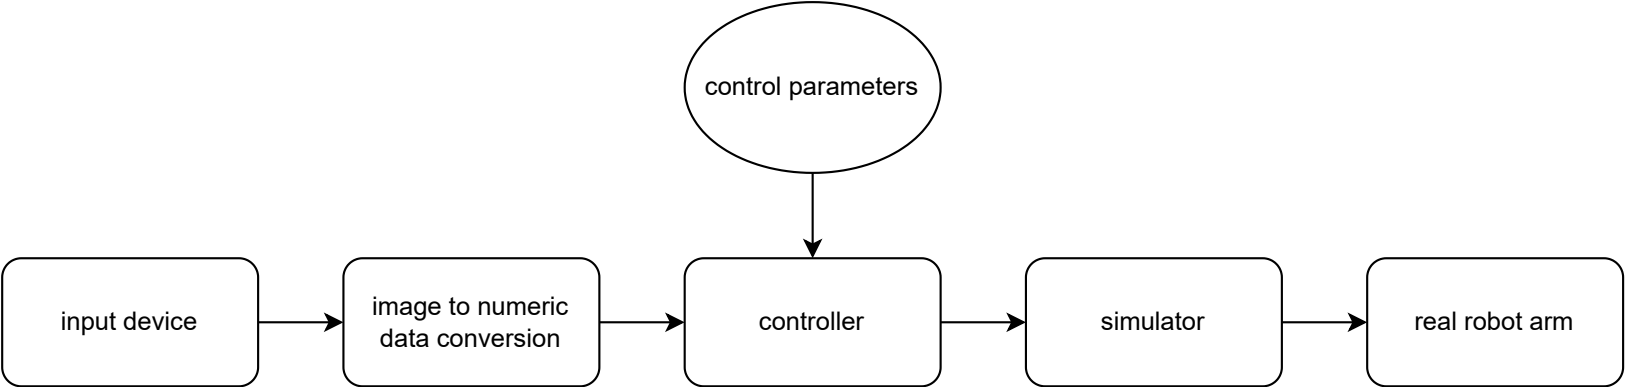 control parameters
input device
image to numeric
data conversion
controller
simulator
real robot arm